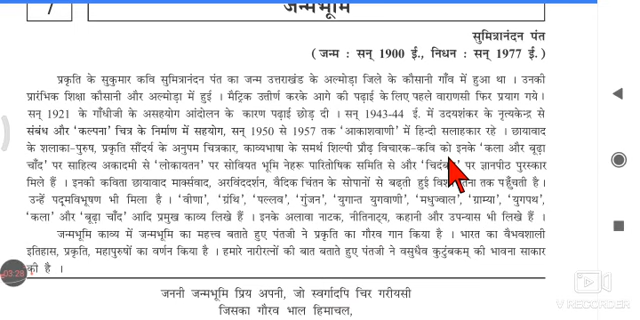 7
जन्मभूमि
सुमित्रानंदन पंत
( जन्म : सन् 1900 ई., निधन : सन् 1977 ई. )
प्रकृति के सुकुमार कवि सुमित्रानंदन पंत का जन्म उत्तराखंड के अल्मोड़ा जिले के कौसानी गाँव में हुआ था । उनकी
प्रारंभिक शिक्षा कौसानी और अल्मोड़ा में हुई । मैट्रिक उत्तीर्ण करके आगे की पढ़ाई के लिए पहले वाराणसी फिर प्रयाग गये ।
सन् 1921 के गाँधीजी के असहयोग आंदोलन के कारण पढ़ाई छोड़ दी । सन् 1943-44 ई. में उदयशंकर के नृत्यकेन्द्र से
संबंध और 'कल्पना' चित्र के निर्माण में सहयोग, सन् 1950 से 1957 तक 'आकाशवाणी' में हिन्दी सलाहकार रहे । छायावाद
के शलाका-पुरुष, प्रकृति सौंदर्य के अनुपम चित्रकार, काव्यभाषा के समर्थ शिल्पी प्रौढ़ विचारक-कवि को इनके 'कला और बूढ़ा
चाँद' पर साहित्य अकादमी से 'लोकायतन' पर सोवियत भूमि नेहरू पारितोषिक समिति से और पर ज्ञानपीठ पुरस्कार
मिले हैं । इनकी कविता छायावाद मार्क्सवाद, अरविंददर्शन, वैदिक चिंतन के सोपानों से बढ़ती हुई तक पहुँचती है ।
उन्हें पद्मविभूषण भी मिला है । 'वीणा', 'ग्रंथि', 'पल्लव', 'गुंजन', 'युगान्त युगवाणी', 'मधुज्वाल', 'ग्राम्या', 'युगपथ',
'कला' और 'बूढ़ा चाँद' आदि प्रमुख काव्य लिखे हैं । इनके अलावा नाटक, गीतिनाट्य, कहानी और उपन्यास भी लिखे हैं ।
जन्मभूमि काव्य में जन्मभूमि का महत्त्व बताते हुए पंतजी ने प्रकृति का गौरव गान किया है । भारत का वैभवशाली
इतिहास, प्रकृति, महापुरुषों का वर्णन किया है । हमारे नारीरत्नों की बात बताते हुए पंतजी ने वसुधैव कुटुंबकम् की भावना साकार
की है ।
03:28
जननी जन्मभूमि प्रिय अपनी, जो स्वर्गादपि चिर गरीयसी
जिसका गौरव भाल हिमाचल,
V RECORDER